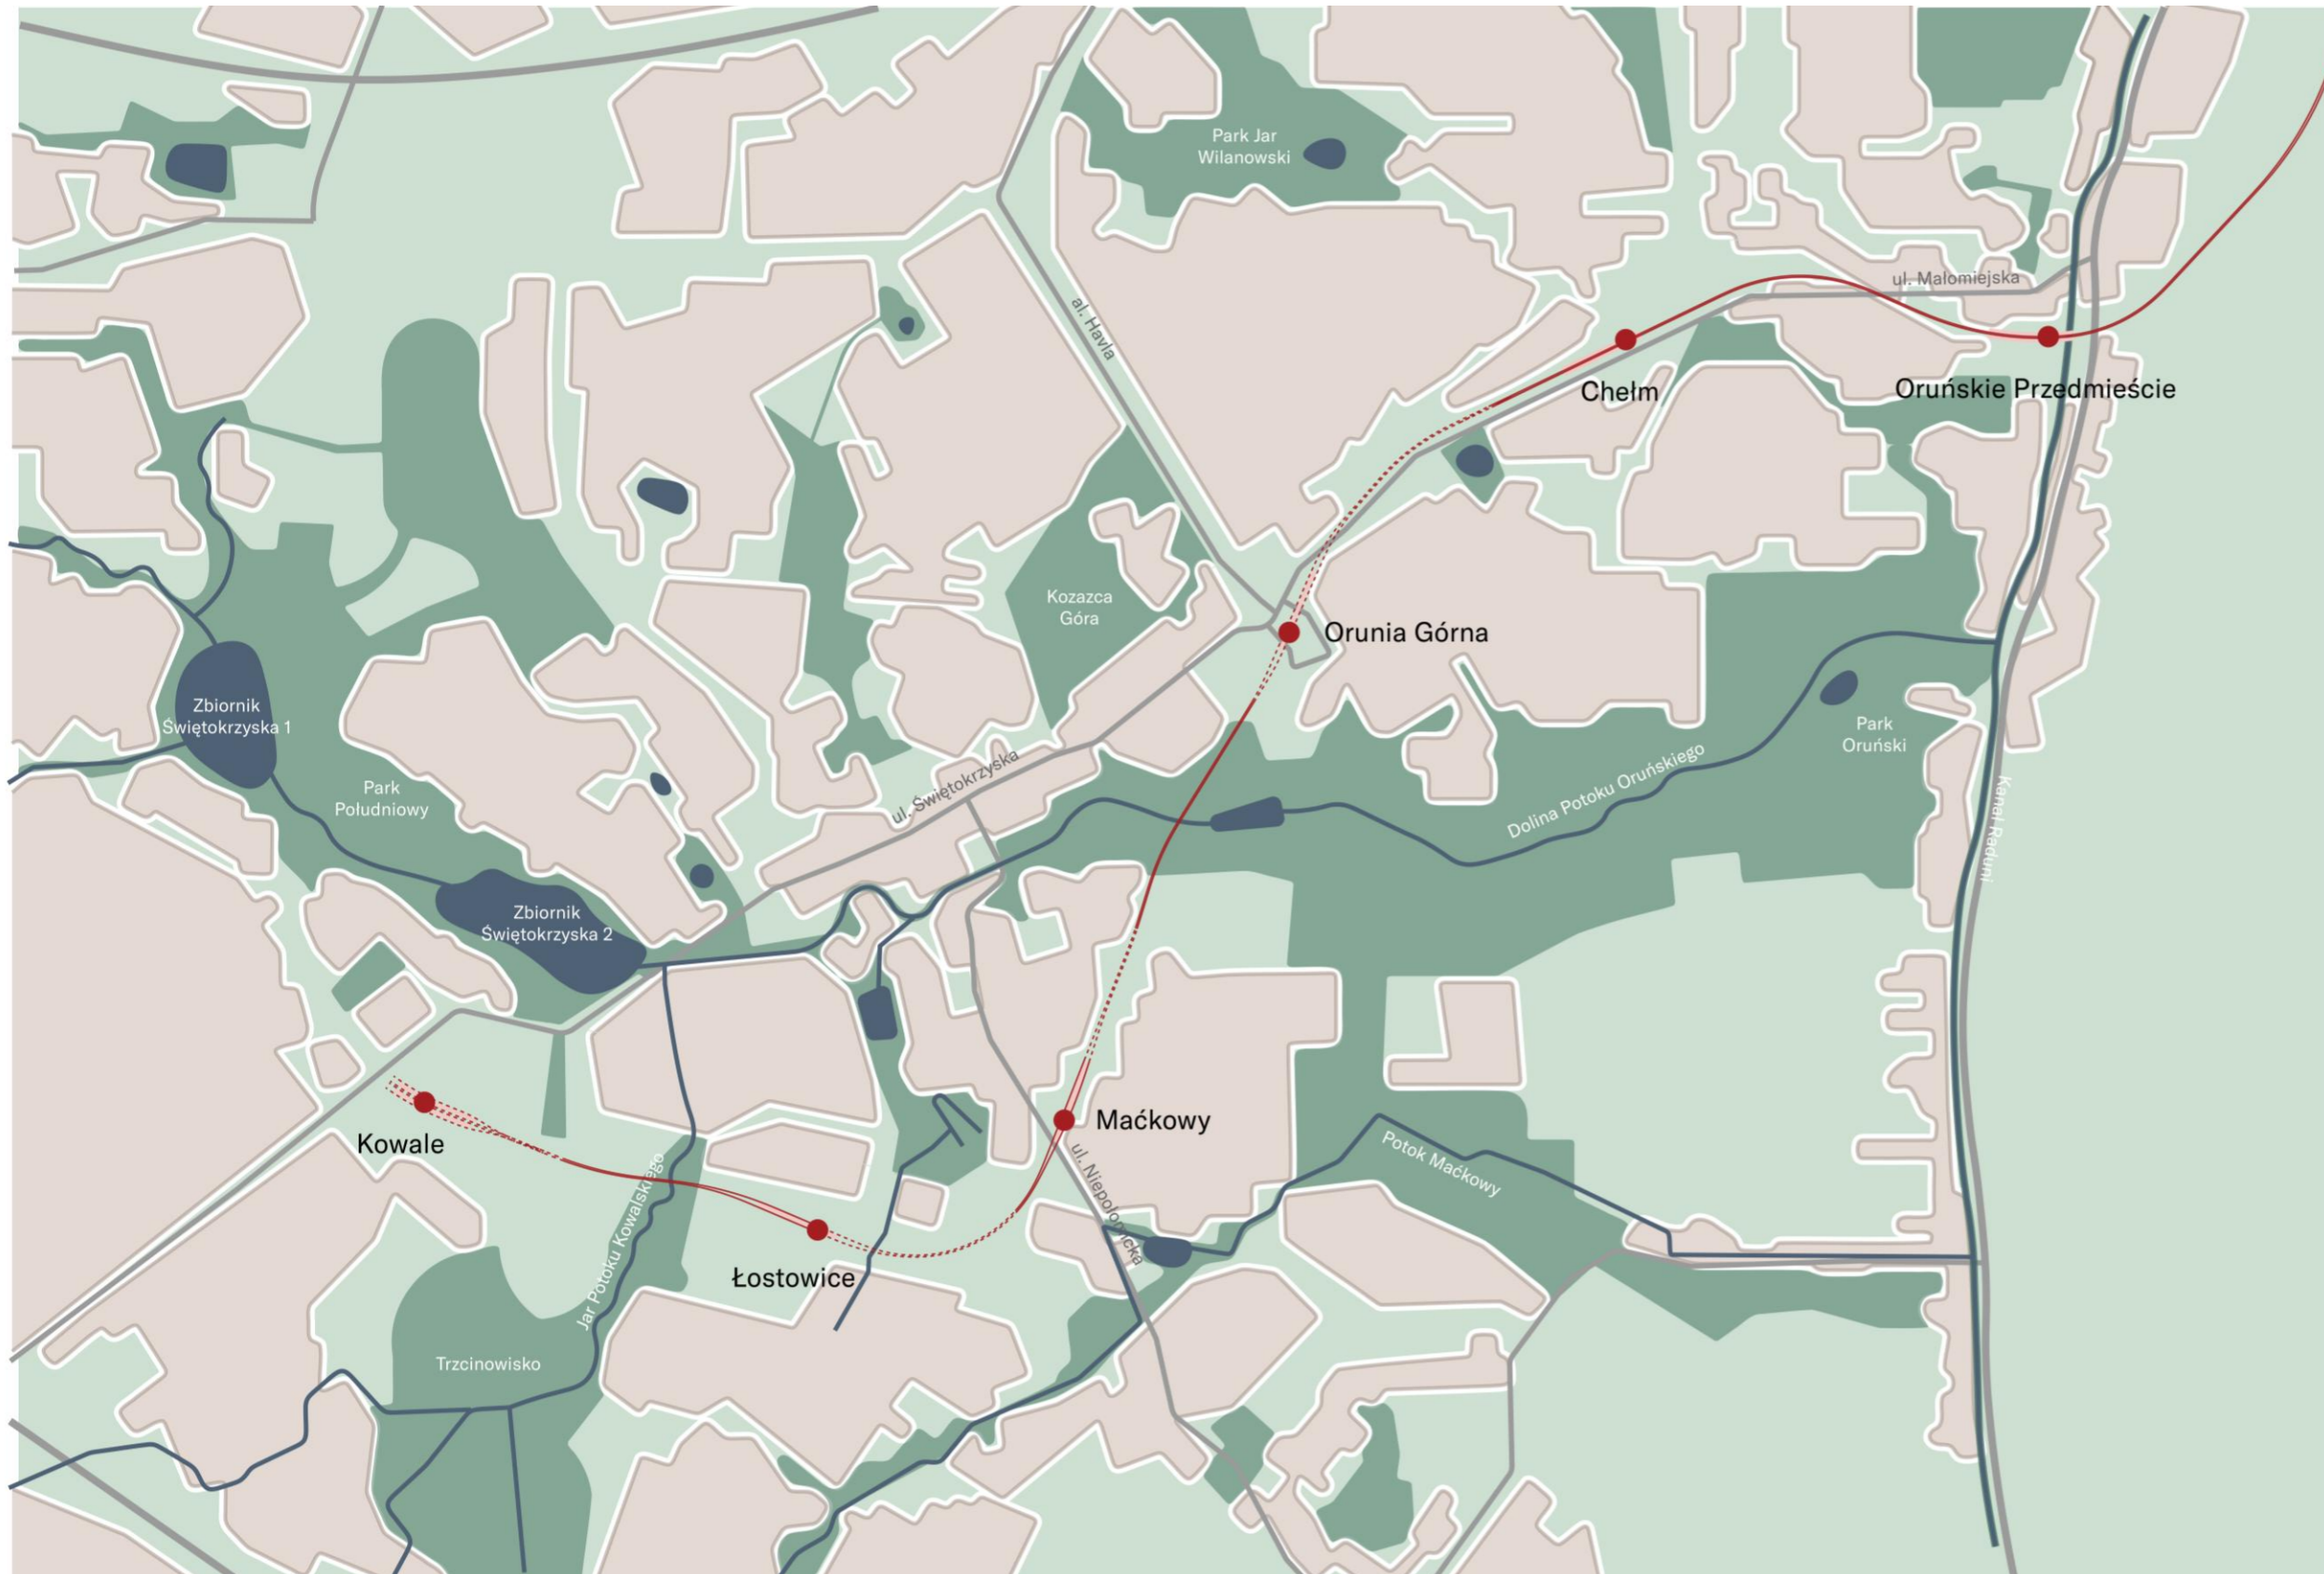 Park Jar
Wilanowski
ul. Małomiejska
al. Havla
Chełm
Oruńskie Przedmieście
Kozazca
Góra
Orunia Górna
Zbiornik
Świętokrzyska 1
Park
Południowy
ul. Świętokrzyska
Dolina Potoku Oruńskiego
Park
Oruński
Kanał Raduni
Zbiornik
Świętokrzyska 2
Kowale
Maćkowy
ul. Niepołomicka
Potok Maćkowy
Jar Potoku Kowalskiego
Łostowice
Trzcinowisko